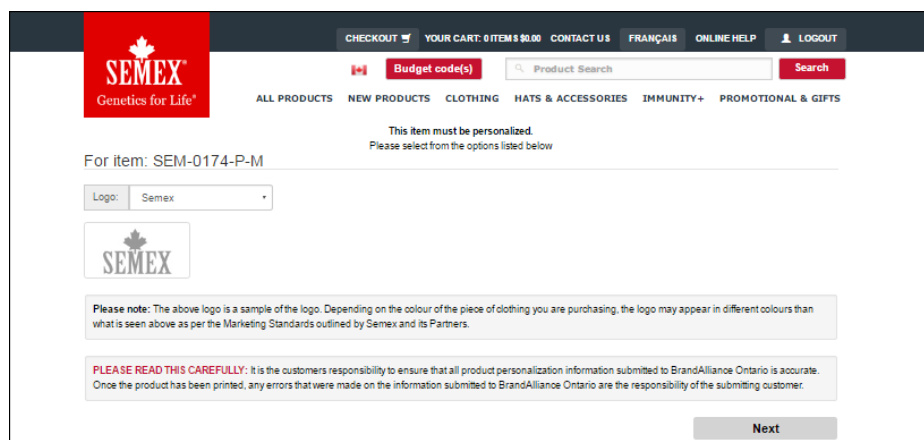 CHECKOUT YOUR CART: 0 ITEMS $0.00 CONTACT US FRANÇAIS ONLINE HELP LOGOUT
SEMEX®
Genetics for Life®
Budget code(s) Product Search Search
ALL PRODUCTS NEW PRODUCTS CLOTHING HATS & ACCESSORIES IMMUNITY+ PROMOTIONAL & GIFTS
This item must be personalized.
Please select from the options listed below
For item: SEM-0174-P-M
Logo: Semex
SEMEX
Please note: The above logo is a sample of the logo. Depending on the colour of the piece of clothing you are purchasing, the logo may appear in different colours than
what is seen above as per the Marketing Standards outlined by Semex and its Partners.
PLEASE READ THIS CAREFULLY: It is the customers responsibility to ensure that all product personalization information submitted to BrandAlliance Ontario is accurate.
Once the product has been printed, any errors that were made on the information submitted to BrandAlliance Ontario are the responsibility of the submitting customer.
Next